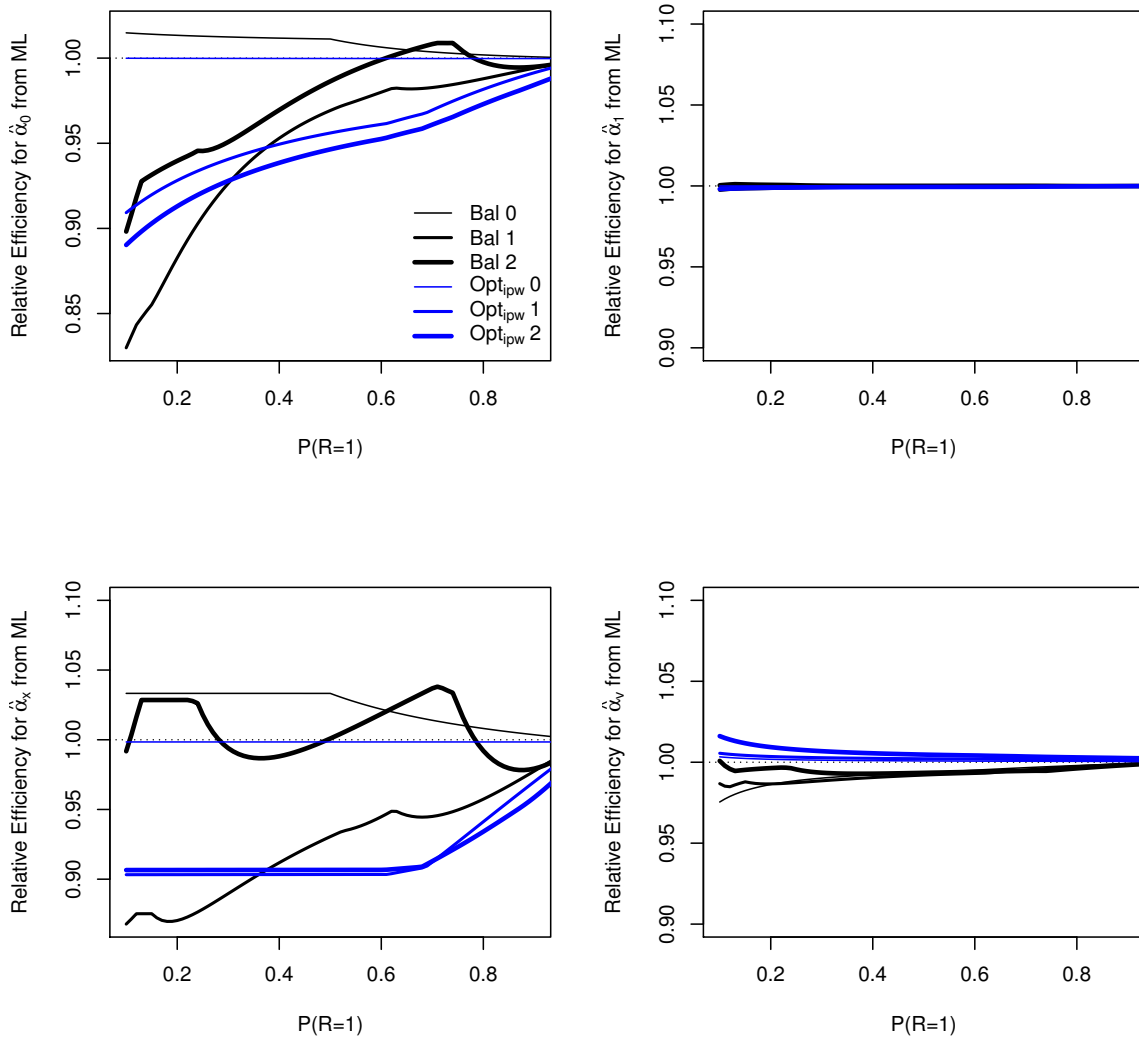 Relative Efficiency for α̂₀ from ML
1.00
0.95
0.90
0.85
Bal 0
Bal 1
Bal 2
Optipw 0
Optipw 1
Optipw 2
0.2 0.4 0.6 0.8
P(R=1)
Relative Efficiency for α̂₁ from ML
1.10
1.05
1.00
0.95
0.90
0.2 0.4 0.6 0.8
P(R=1)
Relative Efficiency for α̂ₓ from ML
1.10
1.05
1.00
0.95
0.90
0.2 0.4 0.6 0.8
P(R=1)
Relative Efficiency for α̂ᵥ from ML
1.10
1.05
1.00
0.95
0.90
0.2 0.4 0.6 0.8
P(R=1)